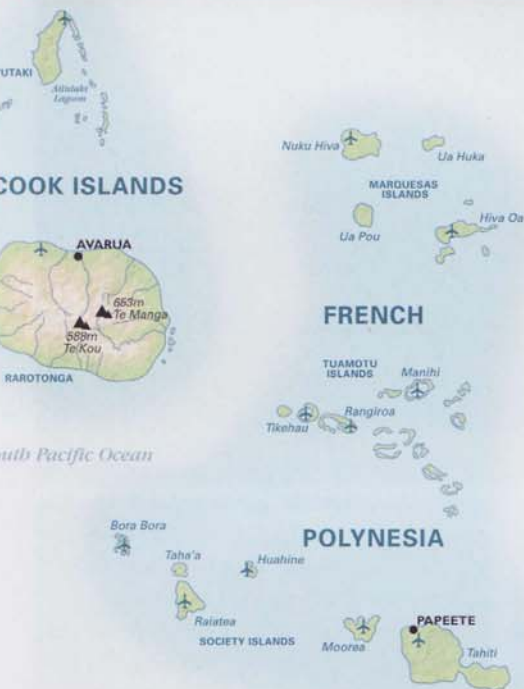 UTAKI
Aitutaki
Lagoon
COOK ISLANDS
AVARUA
653m
Te Manga
588m
Te Kou
RAROTONGA
uth Pacific Ocean
Nuku Hiva
Ua Huka
MARQUESAS
ISLANDS
Ua Pou
Hiva Oa
FRENCH
TUAMOTU
ISLANDS
Manihi
Tikehau
Rangiroa
POLYNESIA
Bora Bora
Taha'a
Huahine
Raiatea
SOCIETY ISLANDS
Moorea
PAPEETE
Tahiti